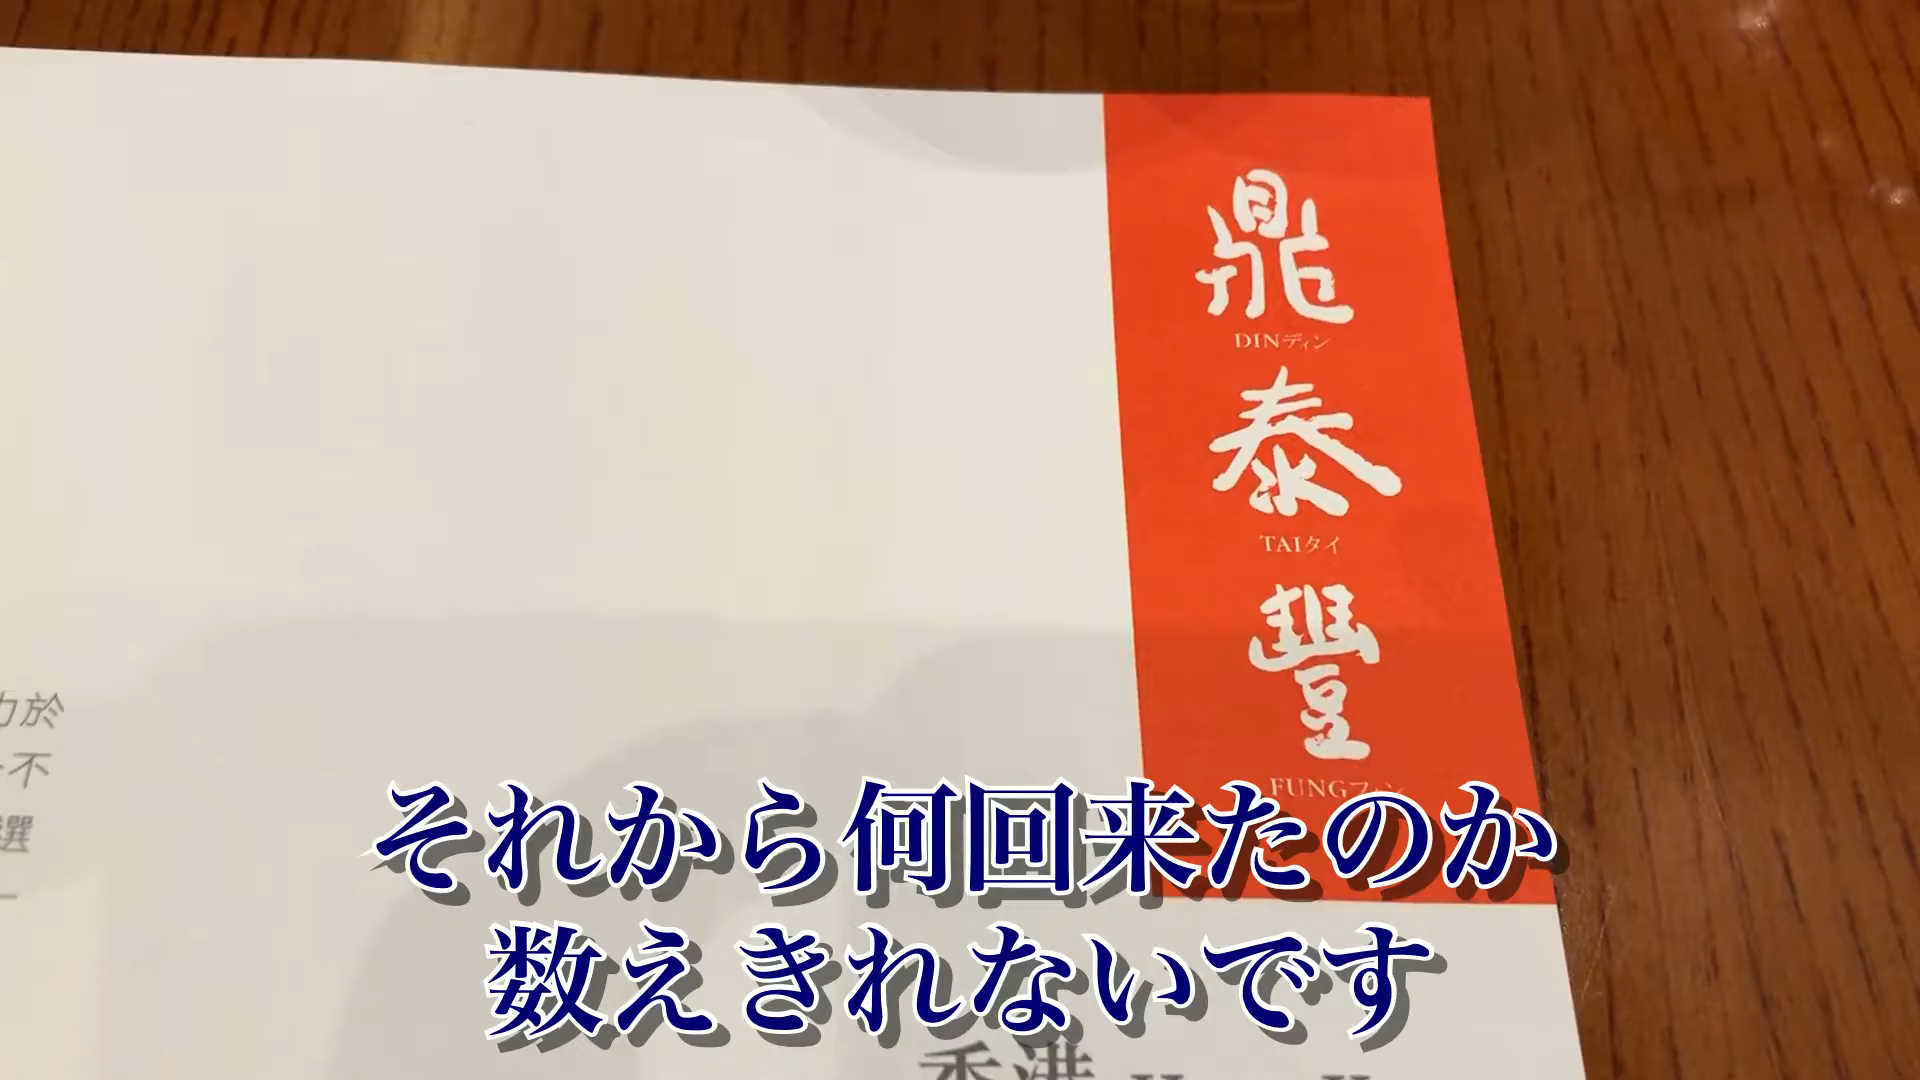 鼎
DINディン
泰
TAIタイ
豐
FUNGフォン
力於
不
選
それから何回来たのか
数えきれないです
香港